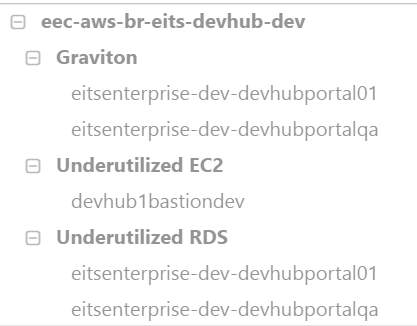 eec-aws-br-eits-devhub-dev
Graviton
eitsenterprise-dev-devhubportal01
eitsenterprise-dev-devhubportalqa
Underutilized EC2
devhub1bastiondev
Underutilized RDS
eitsenterprise-dev-devhubportal01
eitsenterprise-dev-devhubportalqa